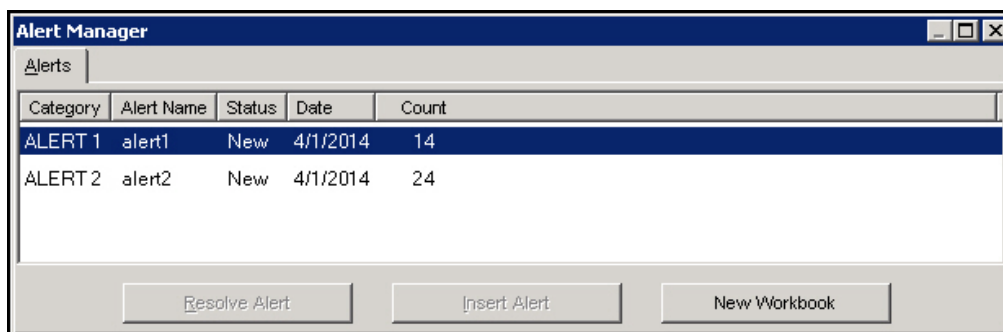 Alert Manager
Alerts
Category Alert Name Status Date Count
ALERT 1 alert1 New 4/1/2014 14
ALERT 2 alert2 New 4/1/2014 24
Resolve Alert Insert Alert New Workbook